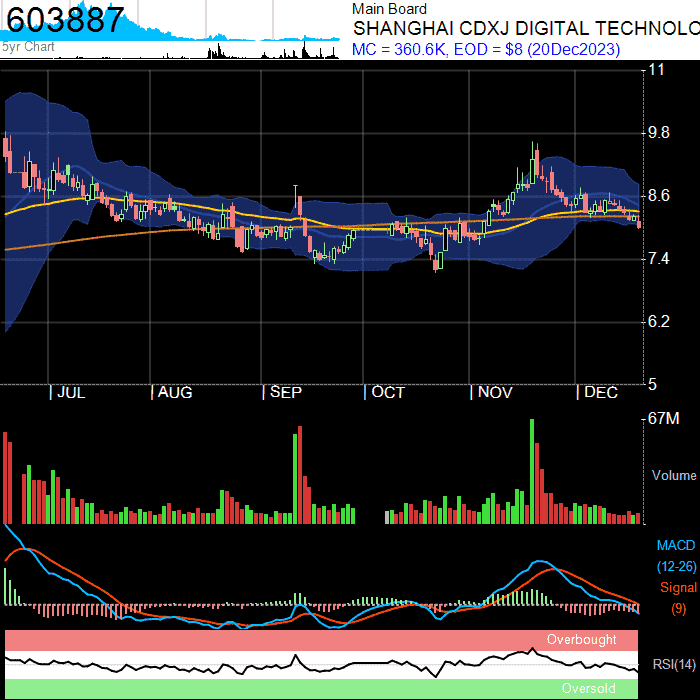 603887
5yr Chart
Main Board
SHANGHAI CDXJ DIGITAL TECHNOLO
MC = 360.6K, EOD = $8 (20Dec2023)
11
9.8
8.6
7.4
6.2
5
JUL
AUG
SEP
OCT
NOV
DEC
67M
Volume
MACD
(12-26)
Signal
(9)
Overbought
RSI(14)
Oversold